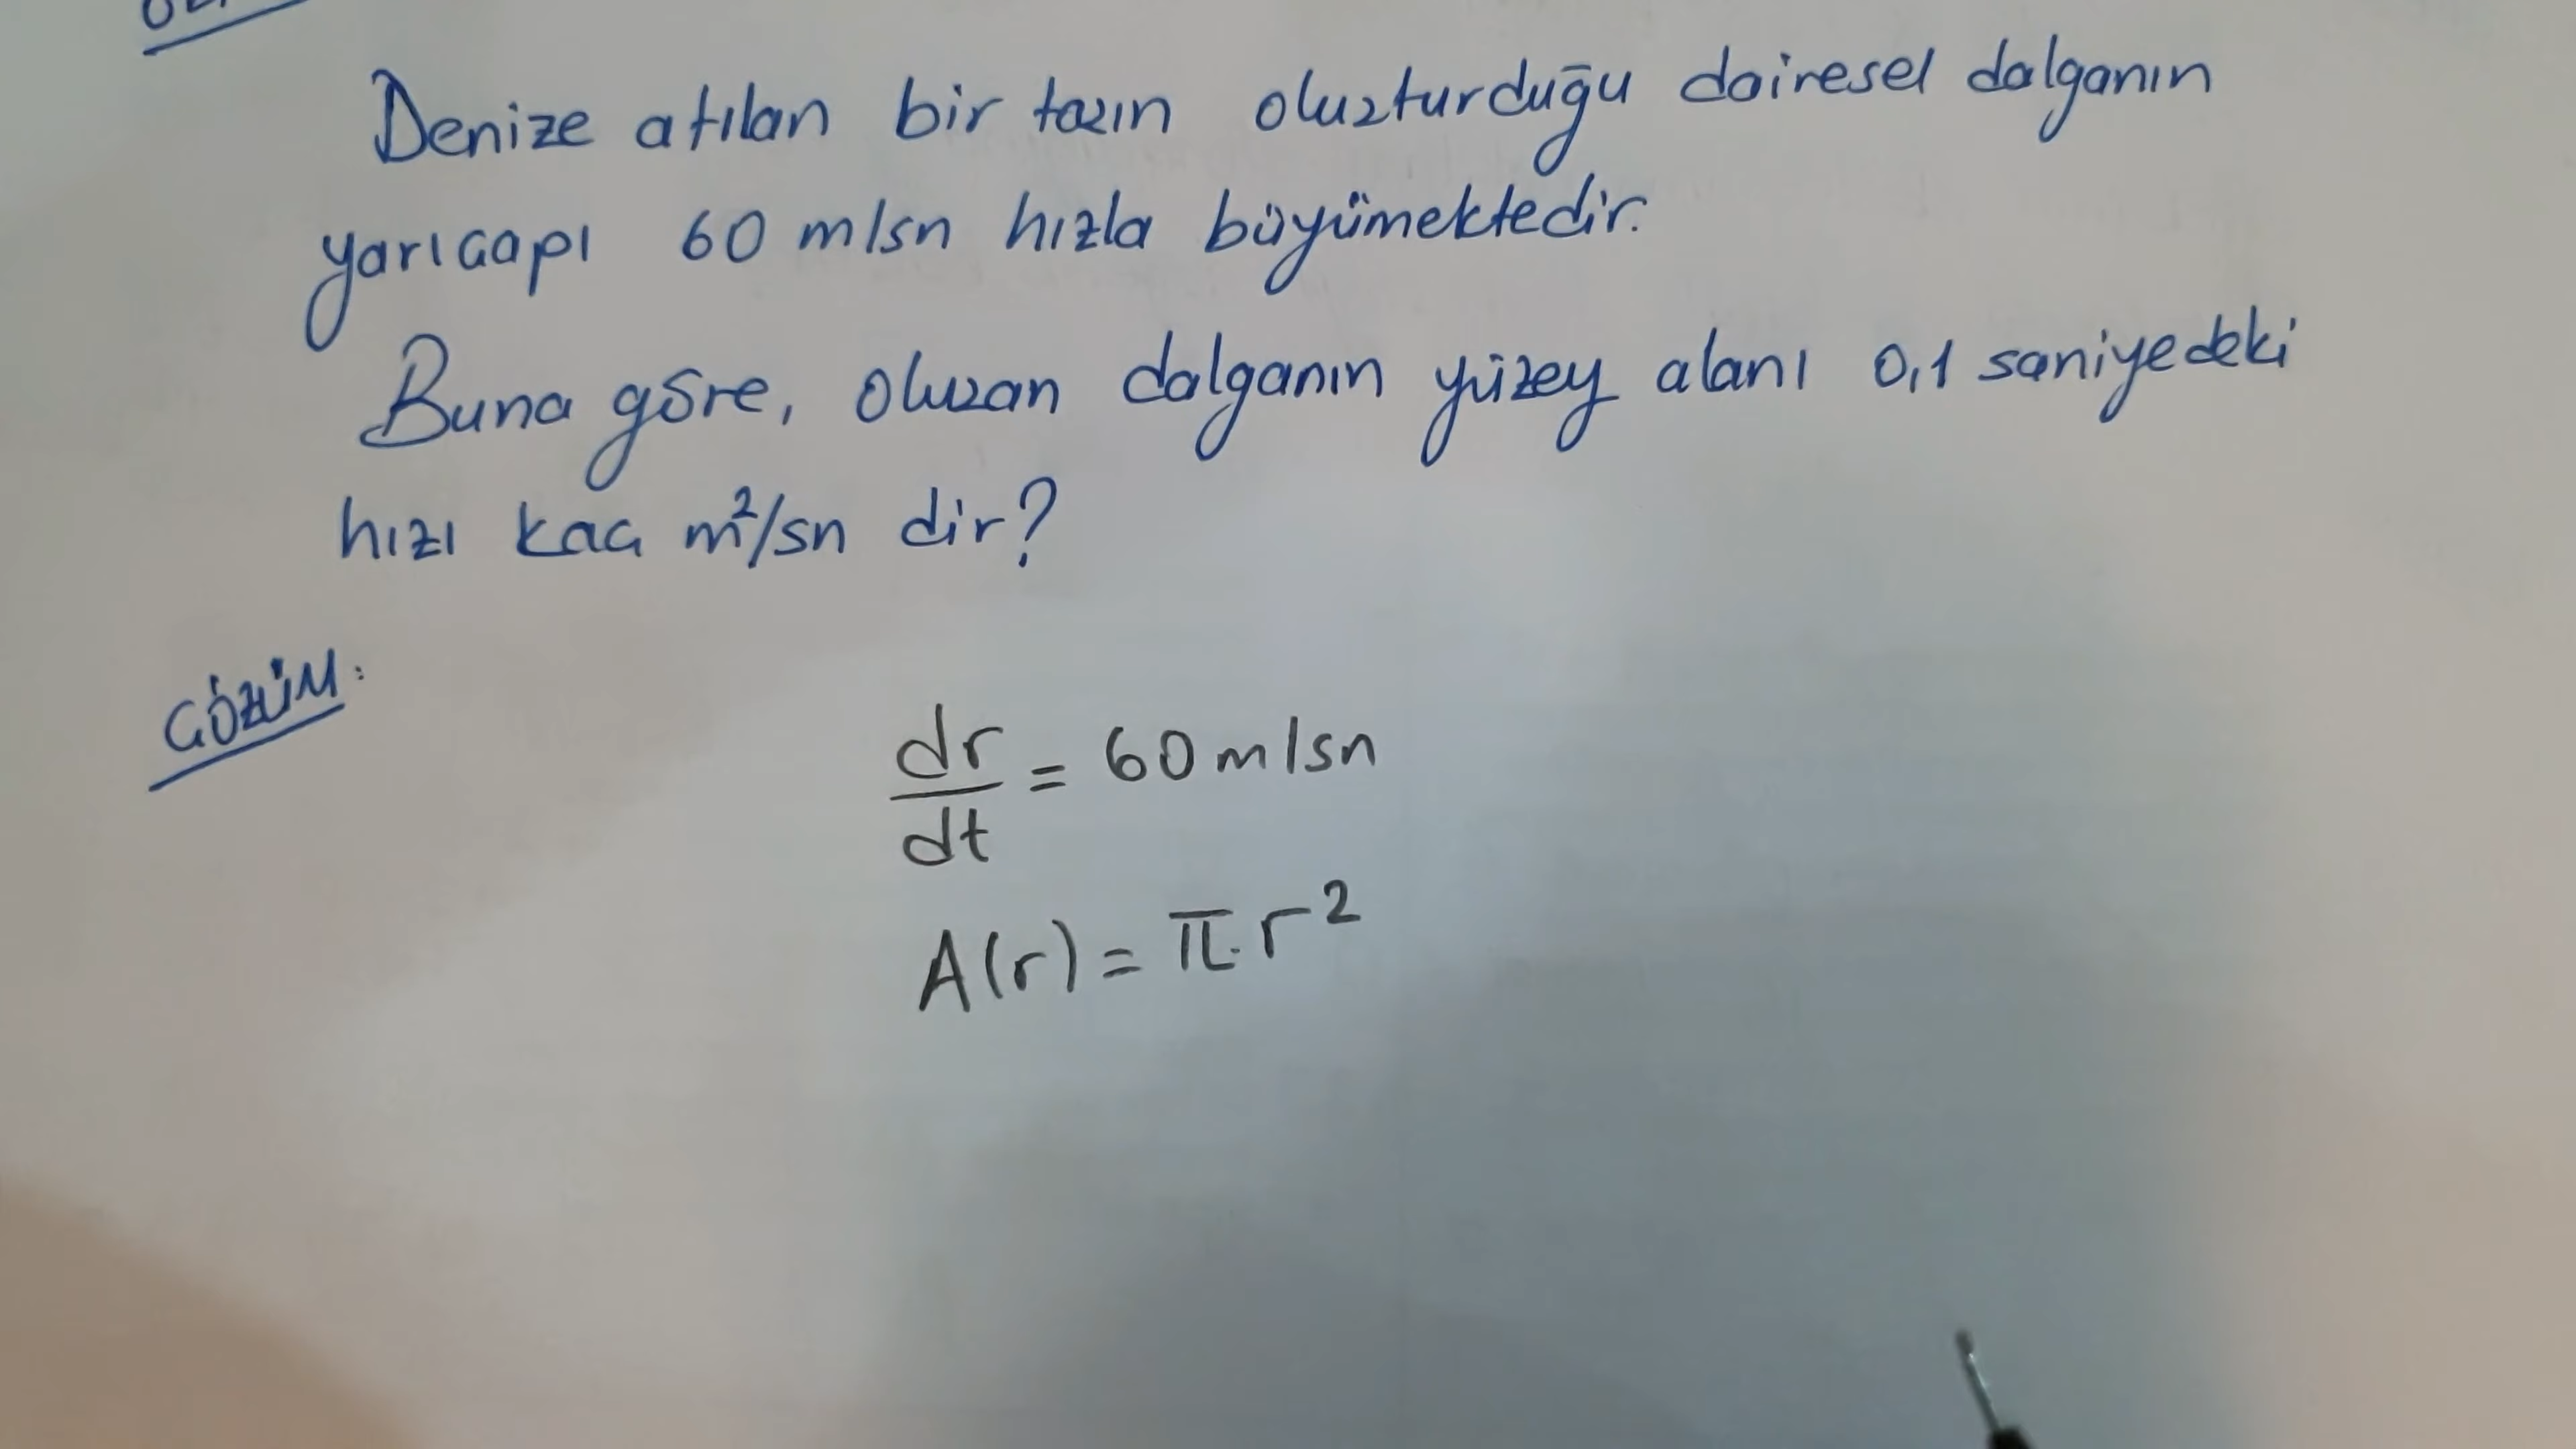 Denize atılan bir taşın oluşturduğu dairesel dalganın
yarıçapı 60 m/sn hızla büyümektedir.
Buna göre, oluşan dalganın yüzey alanı 0,1 saniyedeki
hızı kaç m²/sn dir?
ÇÖZÜM:
dr/dt = 60 m/sn
A(r) = π.r²